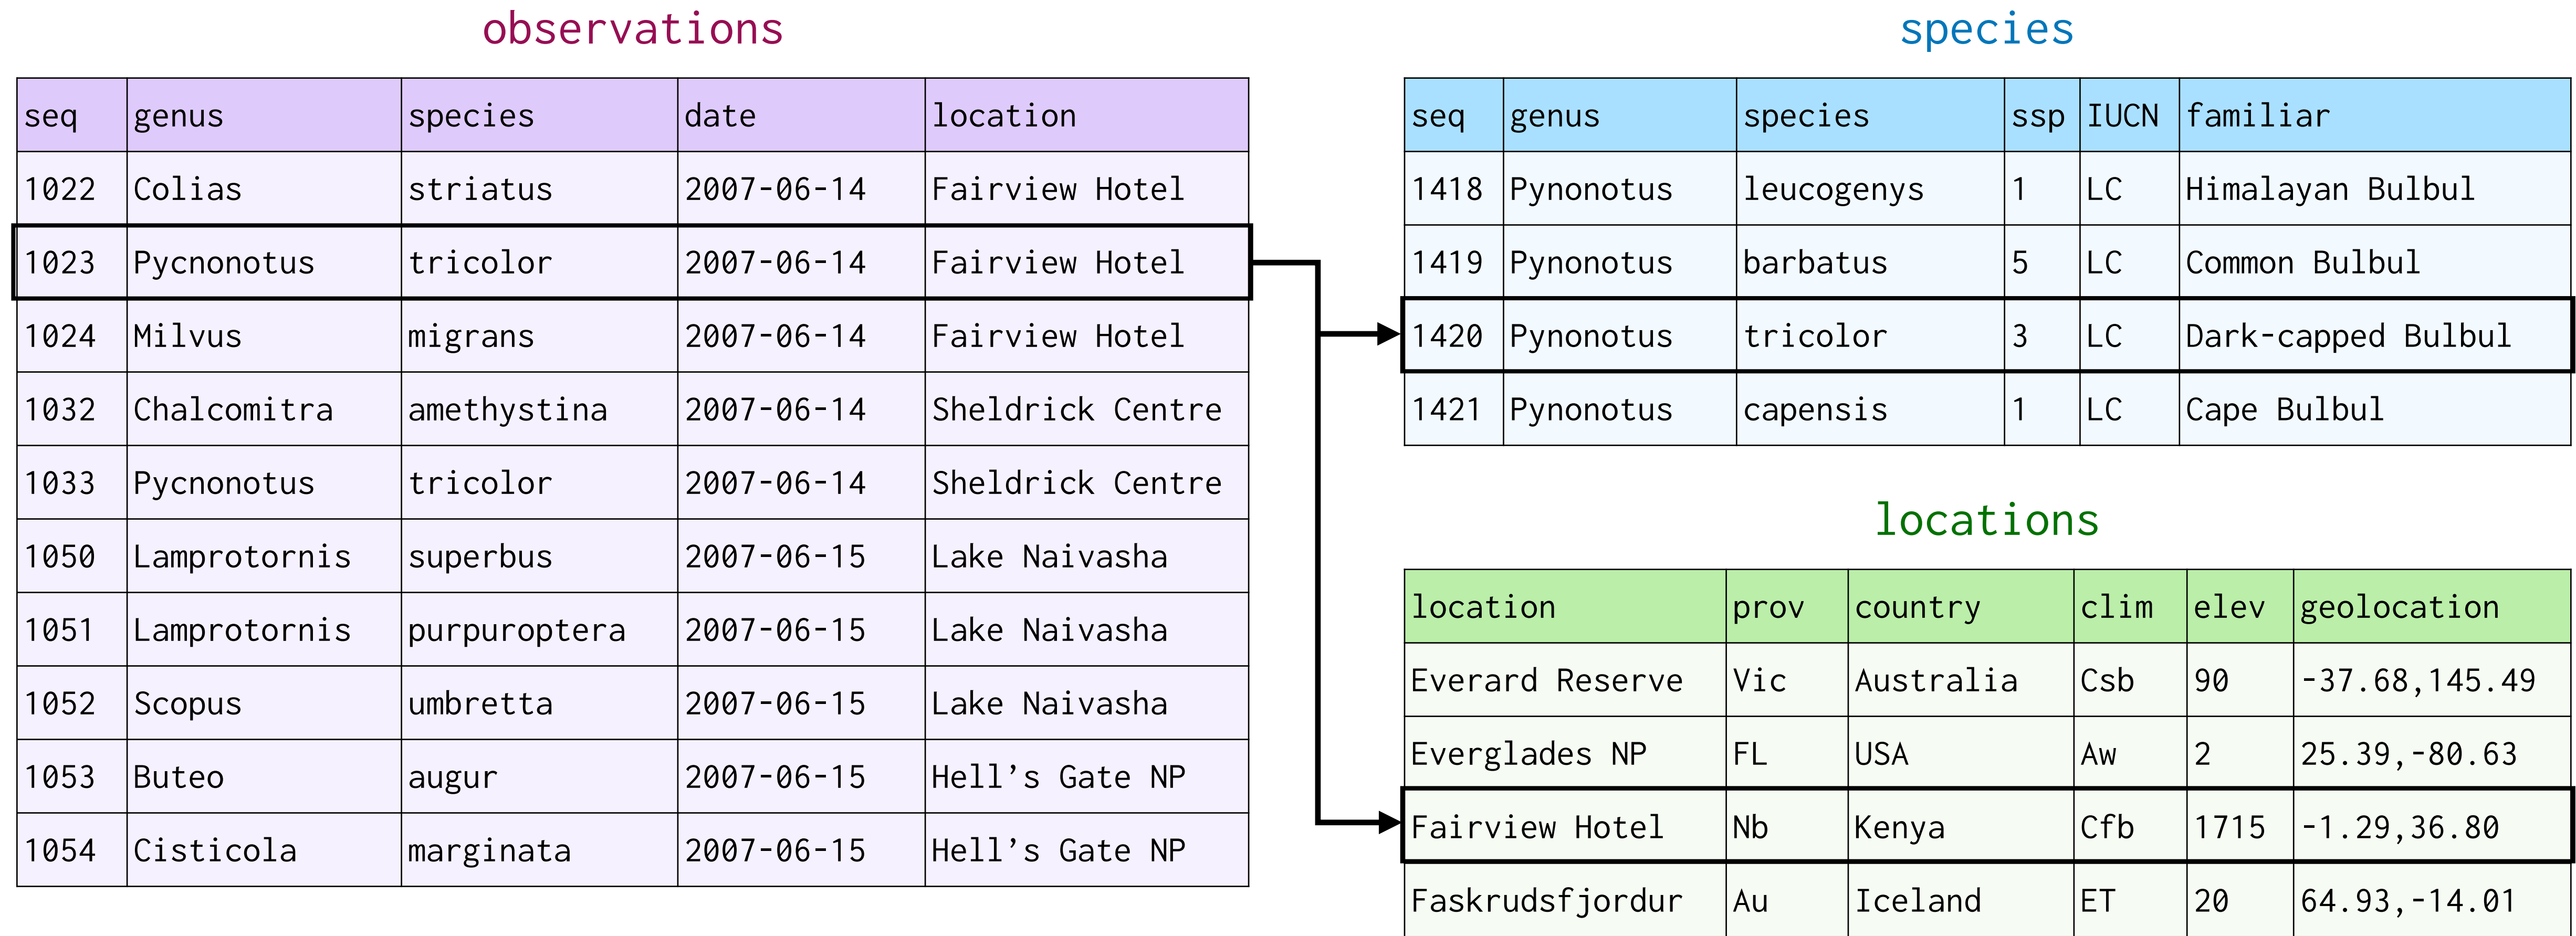 observations
seq genus species date location
1022 Colias striatus 2007-06-14 Fairview Hotel
1023 Pycnonotus tricolor 2007-06-14 Fairview Hotel
1024 Milvus migrans 2007-06-14 Fairview Hotel
1032 Chalcomitra amethystina 2007-06-14 Sheldrick Centre
1033 Pycnonotus tricolor 2007-06-14 Sheldrick Centre
1050 Lamprotornis superbus 2007-06-15 Lake Naivasha
1051 Lamprotornis purpuroptera 2007-06-15 Lake Naivasha
1052 Scopus umbretta 2007-06-15 Lake Naivasha
1053 Buteo augur 2007-06-15 Hell’s Gate NP
1054 Cisticola marginata 2007-06-15 Hell’s Gate NP
species
seq genus species ssp IUCN familiar
1418 Pynonotus leucogenys 1 LC Himalayan Bulbul
1419 Pynonotus barbatus 5 LC Common Bulbul
1420 Pynonotus tricolor 3 LC Dark-capped Bulbul
1421 Pynonotus capensis 1 LC Cape Bulbul
locations
location prov country clim elev geolocation
Everard Reserve Vic Australia Csb 90 -37.68,145.49
Everglades NP FL USA Aw 2 25.39,-80.63
Fairview Hotel Nb Kenya Cfb 1715 -1.29,36.80
Faskrudsfjordur Au Iceland ET 20 64.93,-14.01